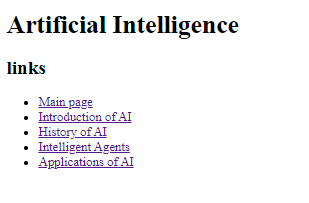 Artificial Intelligence
links
Main page
Introduction of AI
History of AI
Intelligent Agents
Applications of AI